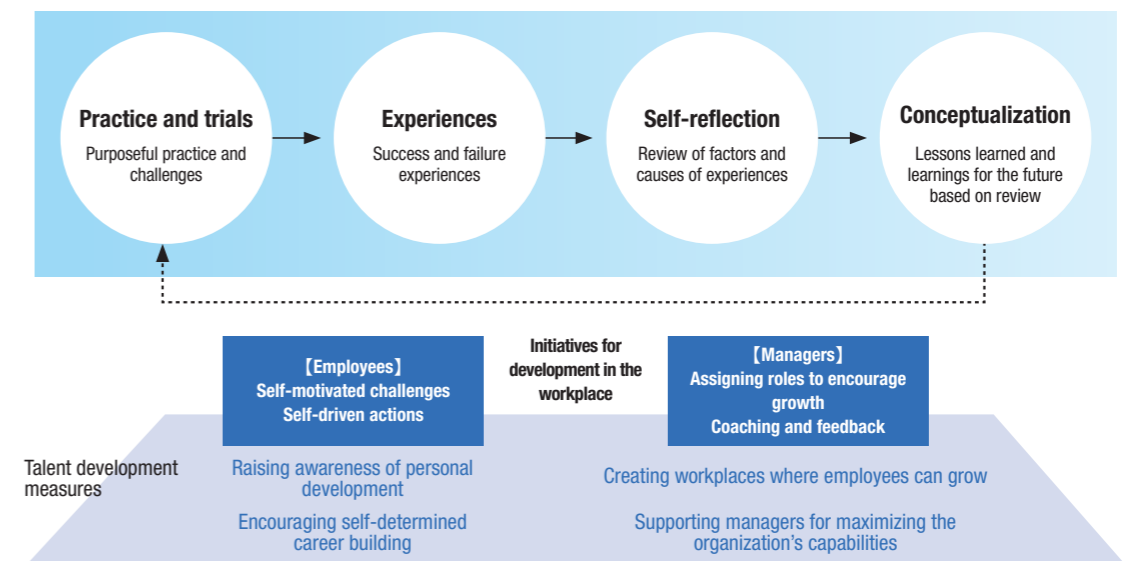 Practice and trials
Purposeful practice and
challenges
Experiences
Success and failure
experiences
Self-reflection
Review of factors and
causes of experiences
Conceptualization
Lessons learned and
learnings for the future
based on review
【Employees】
Self-motivated challenges
Self-driven actions
Initiatives for
development in the
workplace
【Managers】
Assigning roles to encourage
growth
Coaching and feedback
Talent development
measures
Raising awareness of personal
development
Encouraging self-determined
career building
Creating workplaces where employees can grow
Supporting managers for maximizing the
organization’s capabilities